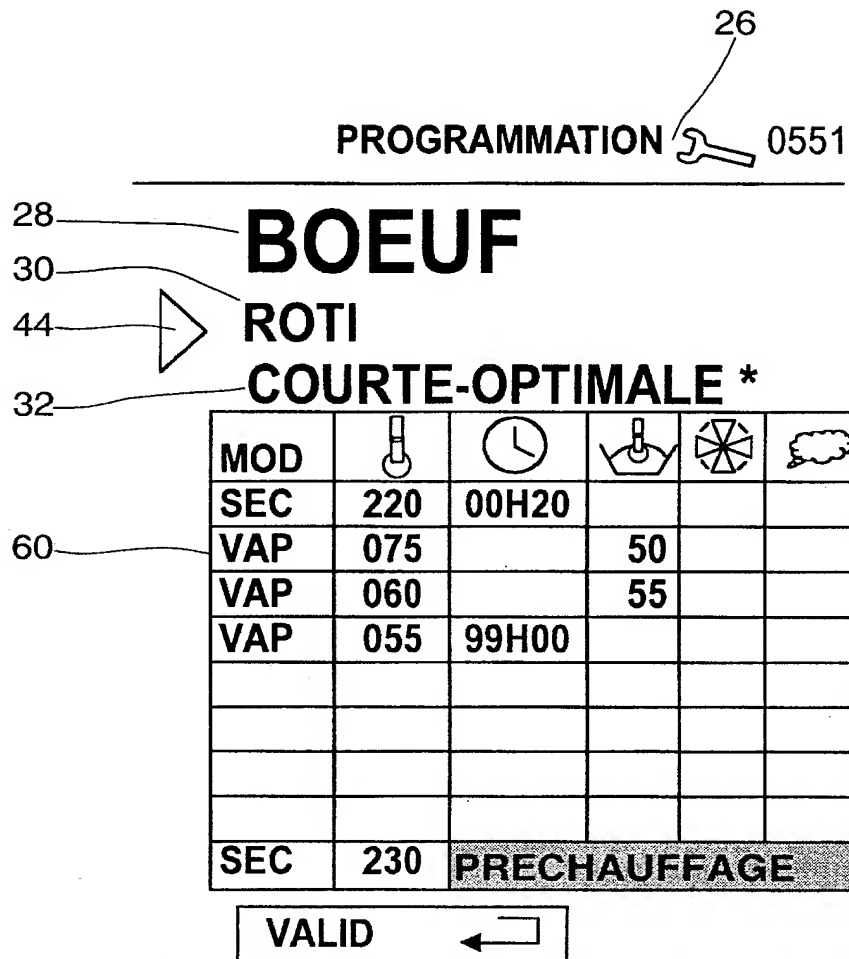 26
PROGRAMMATION 0551
28 BOEUF
30
44 ROTI
32 COURTE-OPTIMALE *
MOD
SEC 220 00H20
60 VAP 075 50
VAP 060 55
VAP 055 99H00
SEC 230 PRECHAUFFAGE
VALID